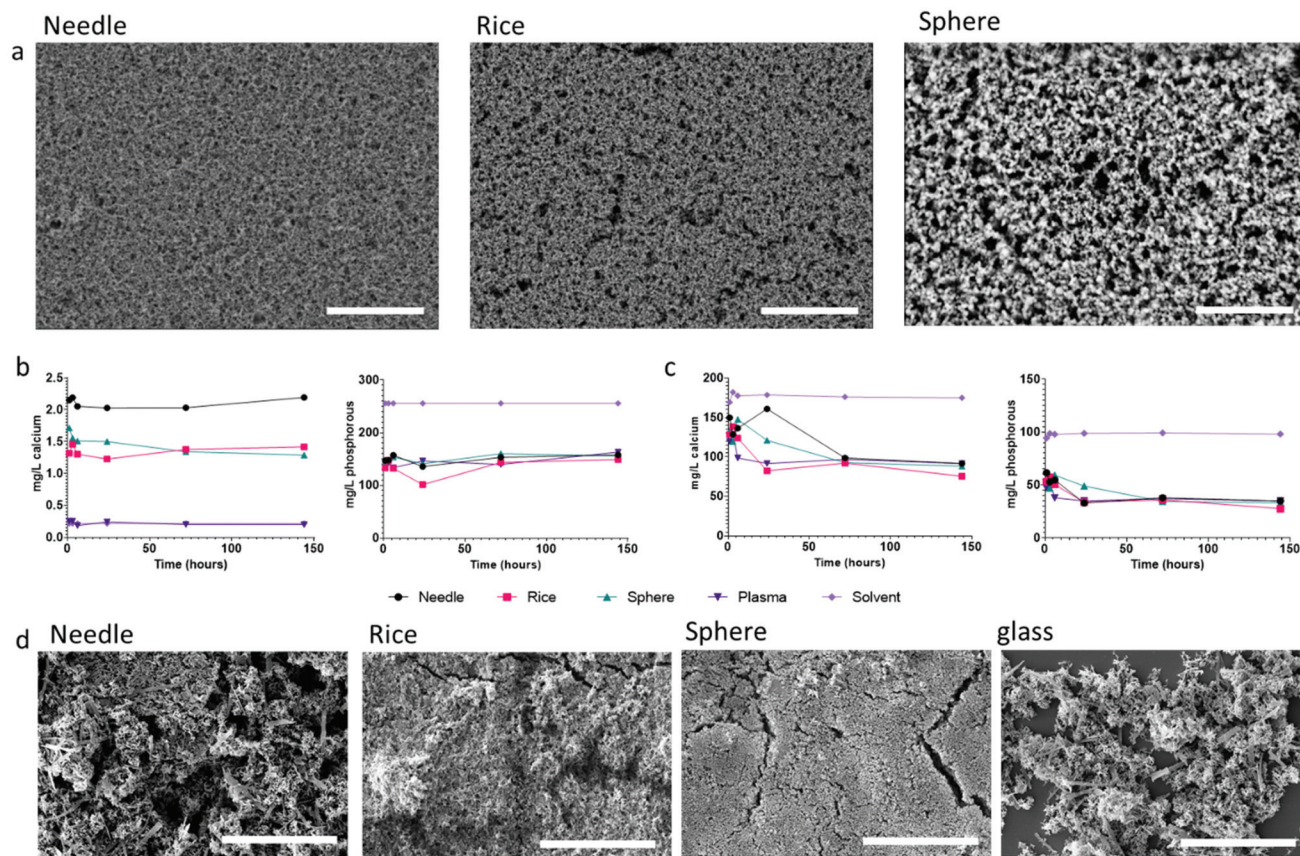 Needle
Rice
Sphere
a
b
2.5
2.0
1.5
1.0
0.5
0.0
mg/L calcium
0
50
100
150
Time (hours)
300
200
100
0
mg/L phosphorous
0
50
100
150
Time (hours)
c
200
150
100
50
0
mg/L calcium
0
50
100
150
Time (hours)
150
100
50
0
mg/L phosphorous
0
50
100
150
Time (hours)
Needle Rice Sphere Plasma Solvent
d
Needle
Rice
Sphere
glass